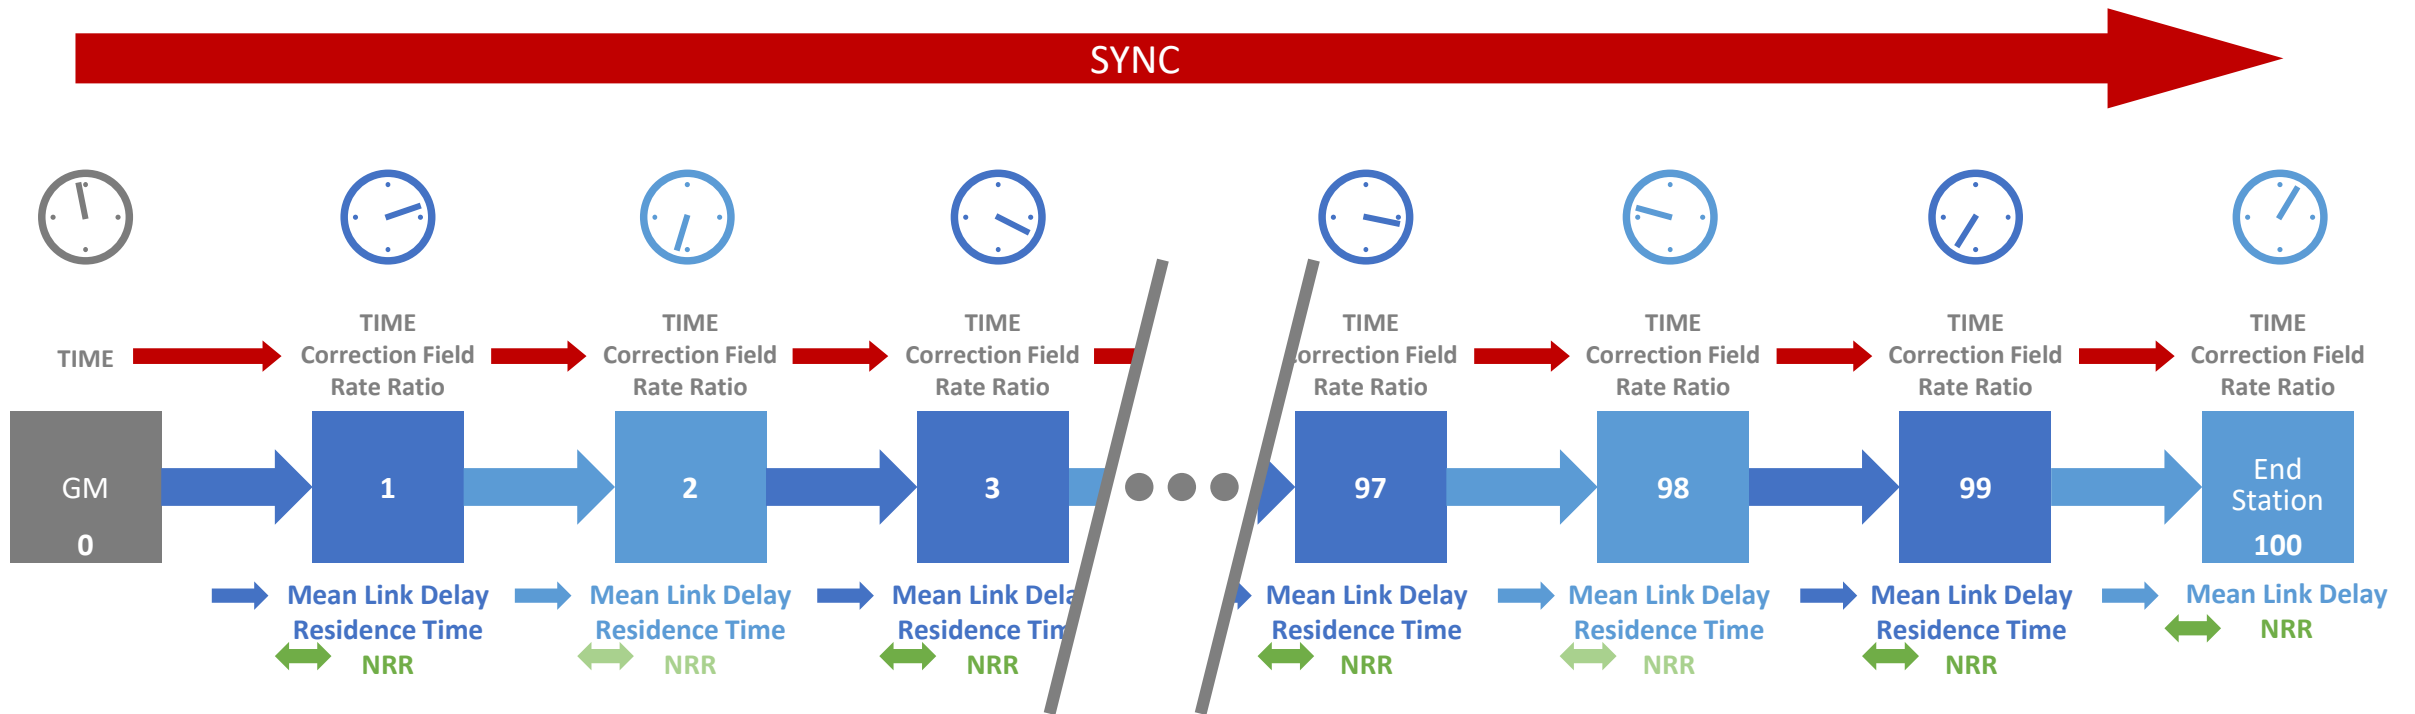 SYNC
TIME
TIME
Correction Field
Rate Ratio
TIME
Correction Field
Rate Ratio
TIME
Correction Field
Rate Ratio
TIME
orrection Field
Rate Ratio
TIME
Correction Field
Rate Ratio
TIME
Correction Field
Rate Ratio
TIME
Correction Field
Rate Ratio
GM
0
1
2
3
97
98
99
End
Station
100
Mean Link Delay
Residence Time
NRR
Mean Link Delay
Residence Time
NRR
Mean Link Dela
Residence Tim
NRR
Mean Link Delay
Residence Time
NRR
Mean Link Delay
Residence Time
NRR
Mean Link Delay
Residence Time
NRR
Mean Link Delay
NRR